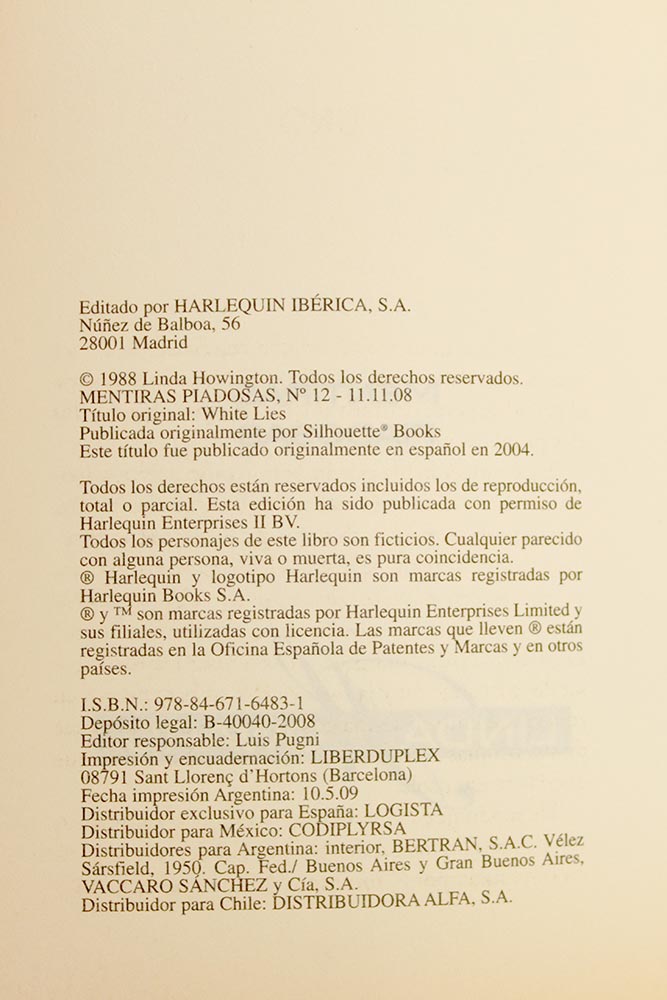 Editado por HARLEQUIN IBÉRICA, S.A.
Núñez de Balboa, 56
28001 Madrid
© 1988 Linda Howington. Todos los derechos reservados.
MENTIRAS PIADOSAS, Nº 12 - 11.11.08
Título original: White Lies
Publicada originalmente por Silhouette® Books
Este título fue publicado originalmente en español en 2004.
Todos los derechos están reservados incluidos los de reproducción,
total o parcial. Esta edición ha sido publicada con permiso de
Harlequin Enterprises II BV.
Todos los personajes de este libro son ficticios. Cualquier parecido
con alguna persona, viva o muerta, es pura coincidencia.
® Harlequin y logotipo Harlequin son marcas registradas por
Harlequin Books S.A.
® y ™ son marcas registradas por Harlequin Enterprises Limited y
sus filiales, utilizadas con licencia. Las marcas que lleven ® están
registradas en la Oficina Española de Patentes y Marcas y en otros
países.
I.S.B.N.: 978-84-671-6483-1
Depósito legal: B-40040-2008
Editor responsable: Luis Pugni
Impresión y encuadernación: LIBERDUPLEX
08791 Sant Llorenç d'Hortons (Barcelona)
Fecha impresión Argentina: 10.5.09
Distribuidor exclusivo para España: LOGISTA
Distribuidor para México: CODIPLYRSA
Distribuidores para Argentina: interior, BERTRAN, S.A.C. Vélez
Sársfield, 1950. Cap. Fed./ Buenos Aires y Gran Buenos Aires,
VACCARO SÁNCHEZ y Cía, S.A.
Distribuidor para Chile: DISTRIBUIDORA ALFA, S.A.